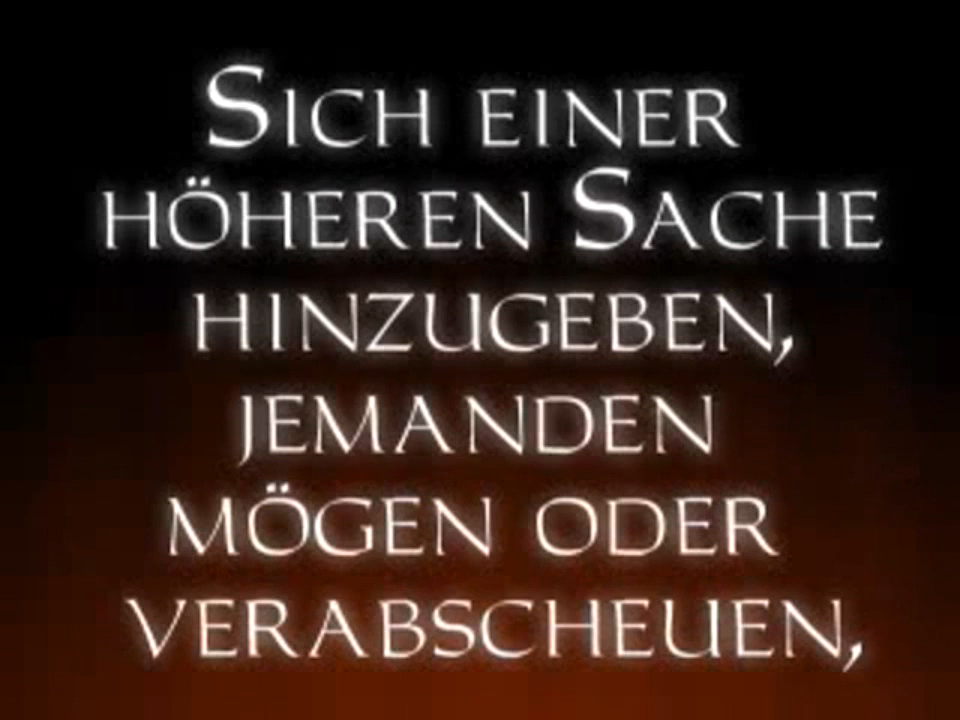 Sich einer
höheren Sache
hinzugeben,
jemanden
mögen oder
verabscheuen,